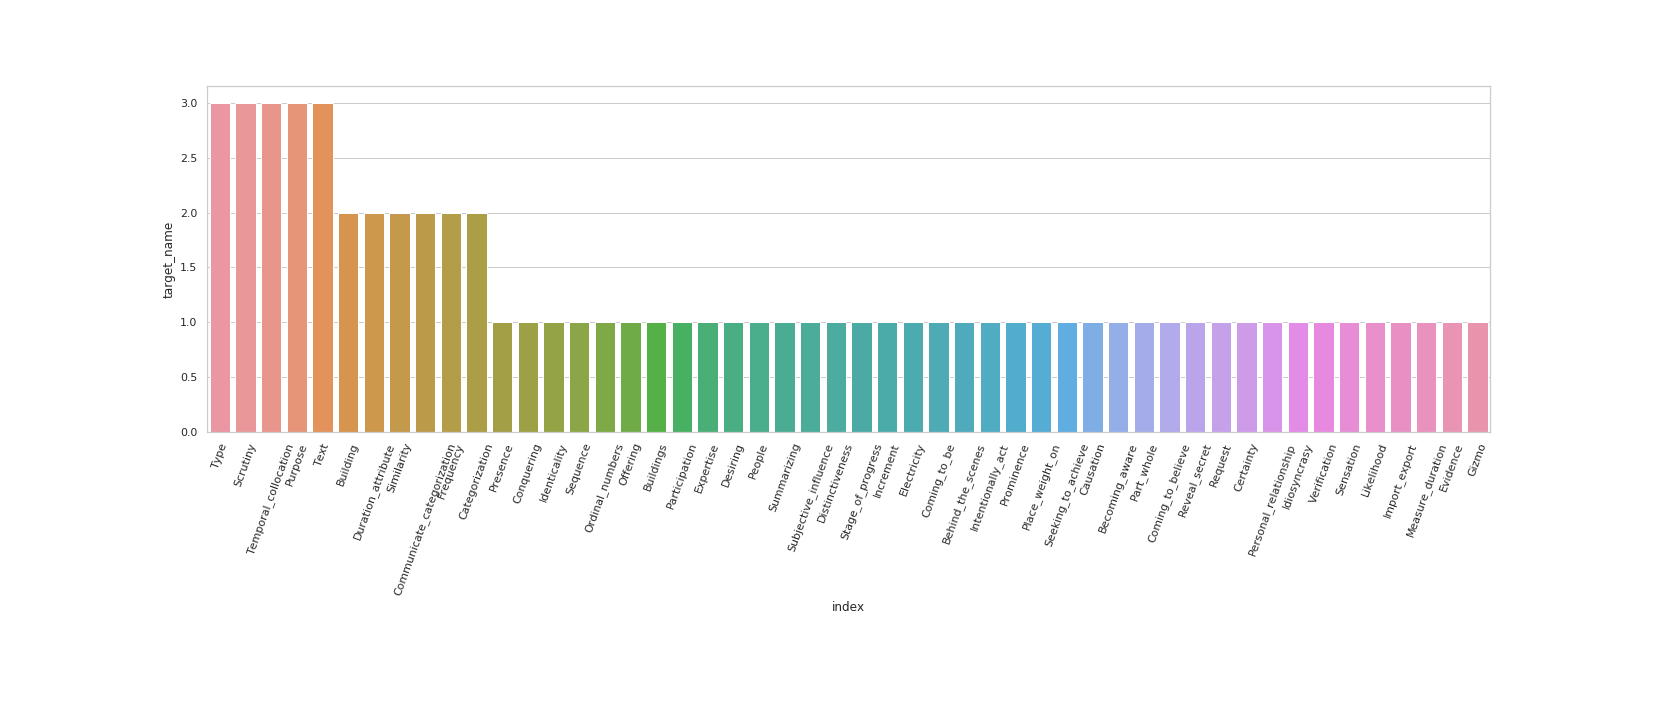 3.0
2.5
2.0
1.5
1.0
0.5
0.0
target_name
Type
Scrutiny
Temporal_collocation
Purpose
Text
Building
Duration_attribute
Similarity
Communicate_categorization
Frequency
Categorization
Presence
Conquering
Identicality
Sequence
Ordinal_numbers
Offering
Buildings
Participation
Expertise
Desiring
People
Summarizing
Subjective_influence
Distinctiveness
Stage_of_progress
Increment
Electricity
Coming_to_be
Behind_the_scenes
Intentionally_act
Prominence
Place_weight_on
Seeking_to_achieve
Causation
Becoming_aware
Part_whole
Coming_to_believe
Reveal_secret
Request
Certainty
Personal_relationship
Idiosyncrasy
Verification
Sensation
Likelihood
Import_export
Measure_duration
Evidence
Gizmo
index